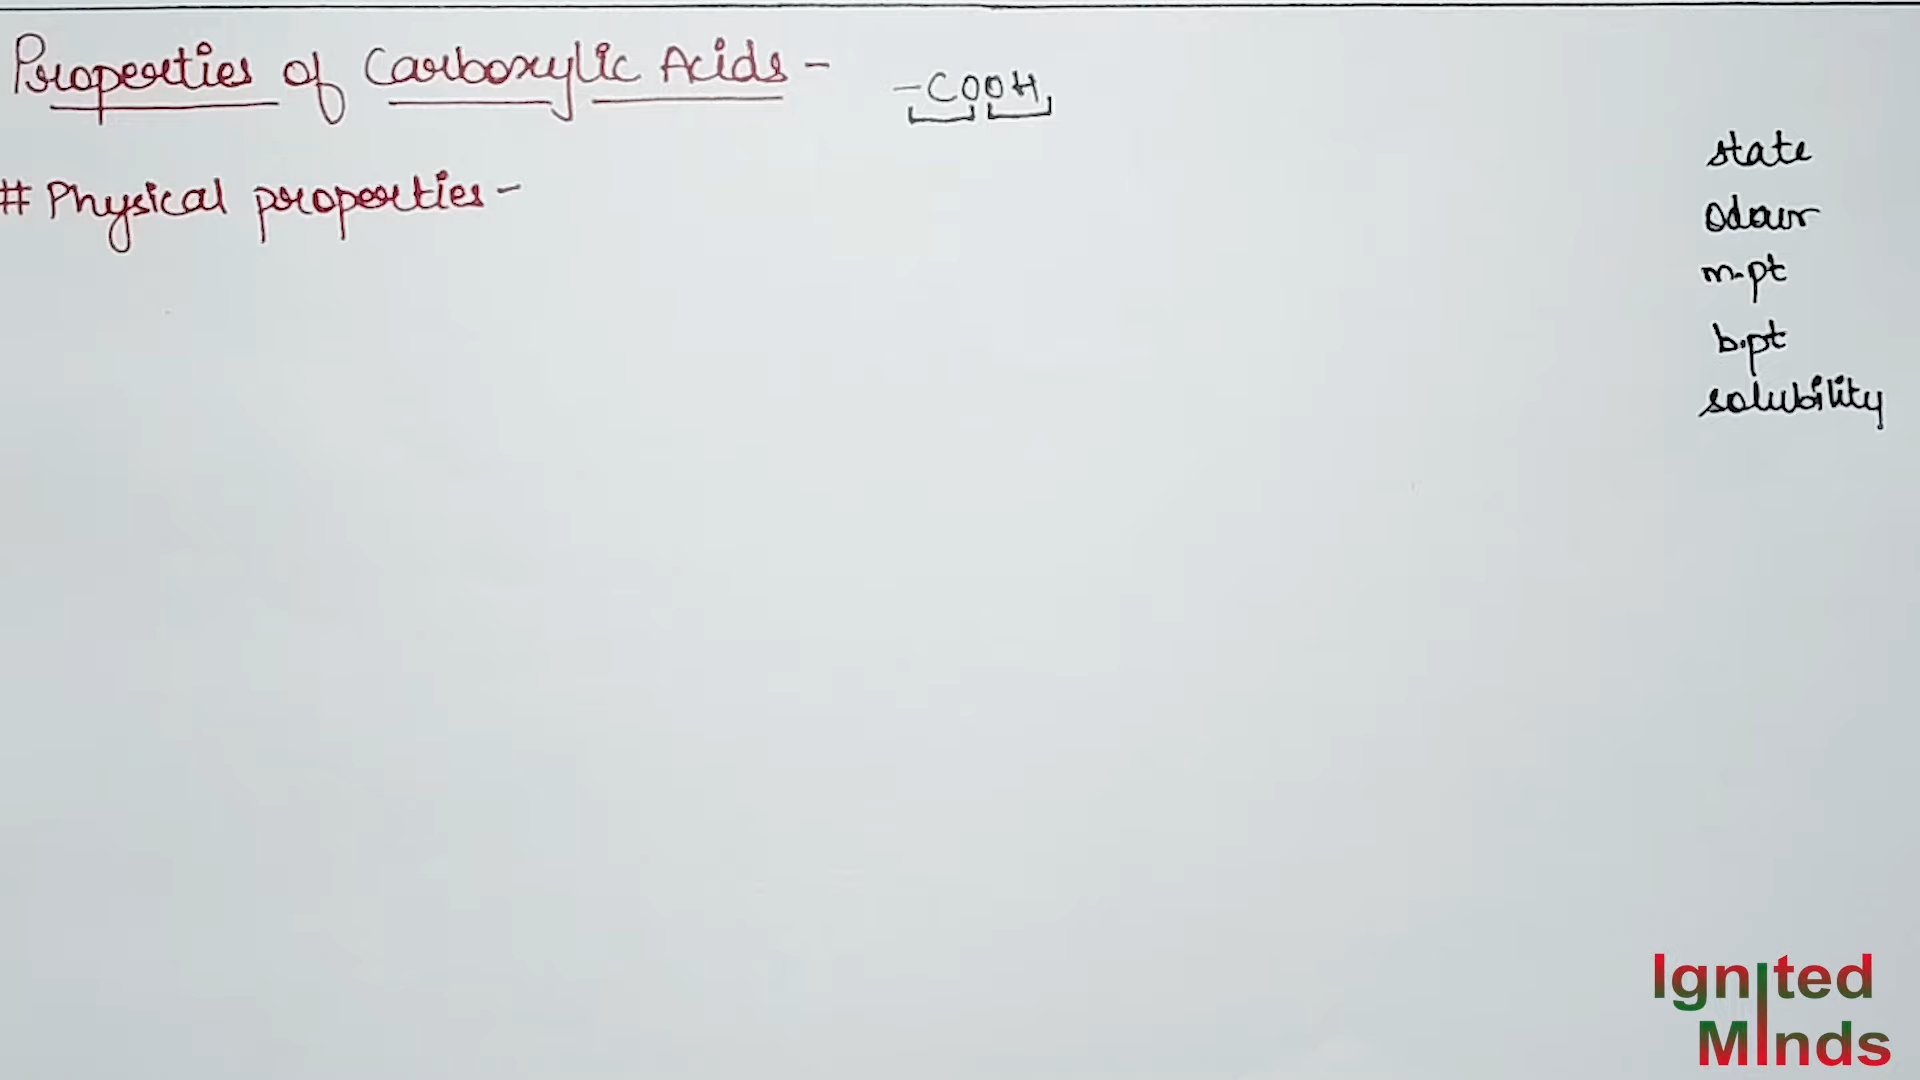 Properties of Carboxylic Acids -
-COOH
# Physical properties -
state
Odour
m.pt
b.pt
solubility
Ignited
Minds